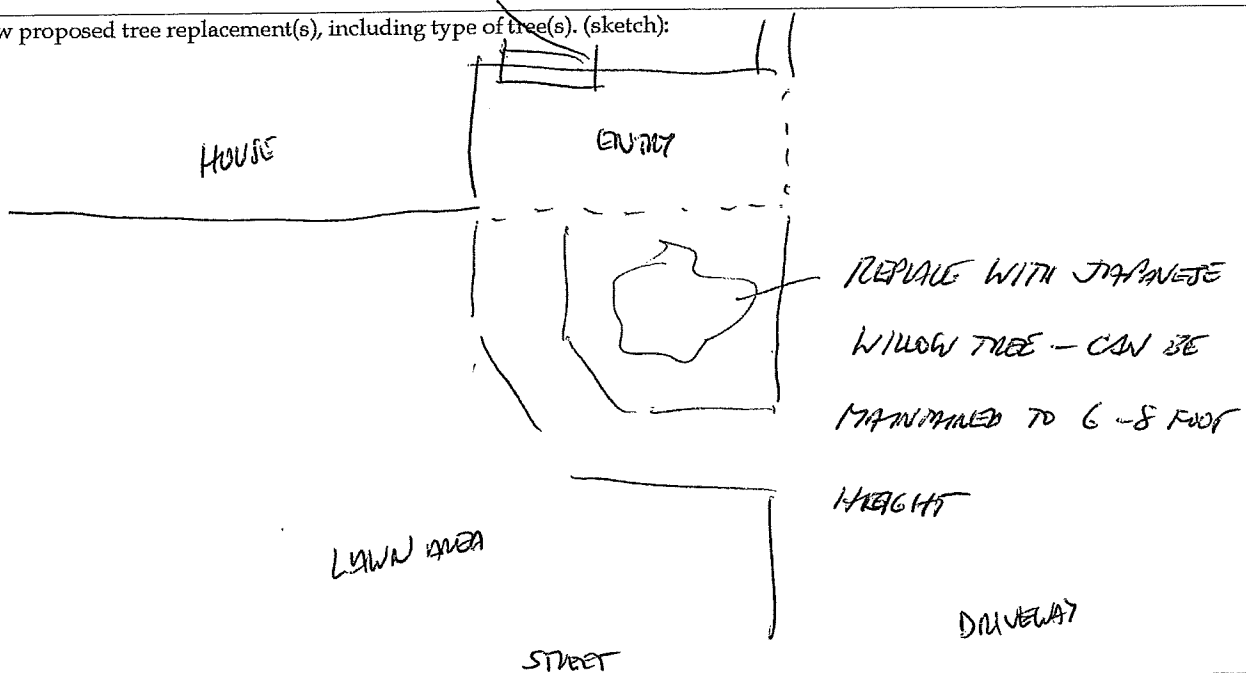 w proposed tree replacement(s), including type of tree(s). (sketch):
HOUSE
ENTRY
REPLACE WITH JAPANESE
WILLOW TREE - CAN BE
MAINTAINED TO 6-8 FOOT
HEIGHT
LAWN AREA
DRIVEWAY
STREET